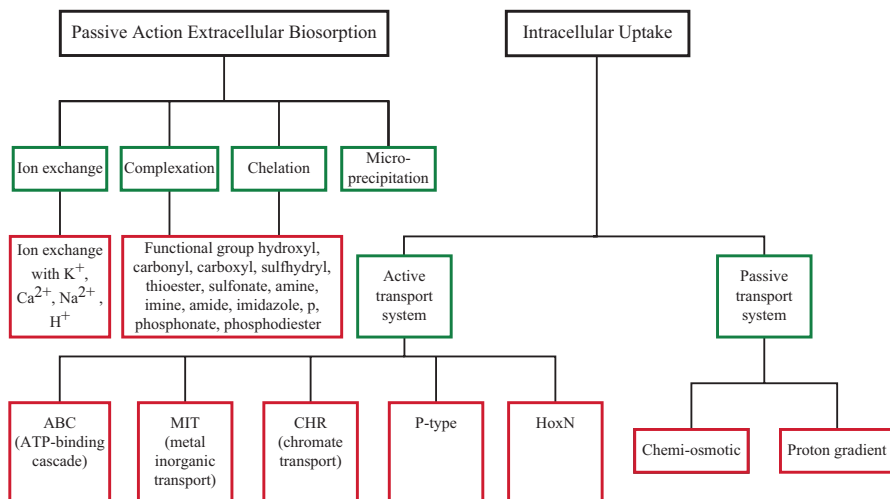 Passive Action Extracellular Biosorption
Intracellular Uptake
Ion exchange
Complexation
Chelation
Micro-
precipitation
Ion exchange
with K⁺,
Ca²⁺, Na²⁺ ,
H⁺
Functional group hydroxyl,
carbonyl, carboxyl, sulfhydryl,
thioester, sulfonate, amine,
imine, amide, imidazole, p,
phosphonate, phosphodiester
Active
transport
system
Passive
transport
system
ABC
(ATP-binding
cascade)
MIT
(metal
inorganic
transport)
CHR
(chromate
transport)
P-type
HoxN
Chemi-osmotic
Proton gradient